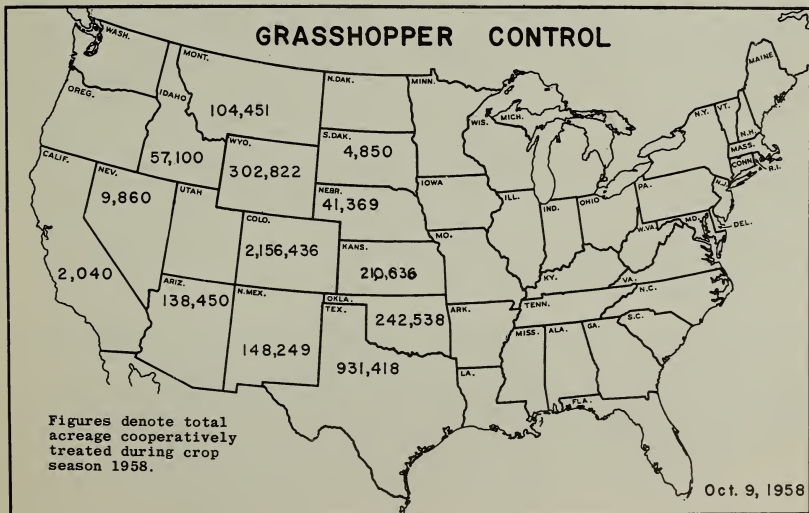 GRASSHOPPER CONTROL
WASH.
MONT.
N.DAK.
MINN.
MAINE
OREG.
IDAHO
104,451
WIS.
MICH.
N.Y.
VT.
N.H.
MASS.
CONN.
R.I.
57,100
WYO.
302,822
S.DAK.
4,850
CALIF.
NEV.
9,860
UTAH
NEBR.
41,369
IOWA
ILL.
IND.
OHIO
PA.
N.J.
MD.
DEL.
W.VA.
COLO.
2,156,436
KANS.
210,636
MO.
KY.
VA.
2,040
ARIZ.
138,450
N.MEX.
148,249
OKLA.
242,538
TEX.
931,418
ARK.
TENN.
N.C.
S.C.
MISS.
ALA.
GA.
LA.
FLA.
Figures denote total
acreage cooperatively
treated during crop
season 1958.
Oct. 9, 1958